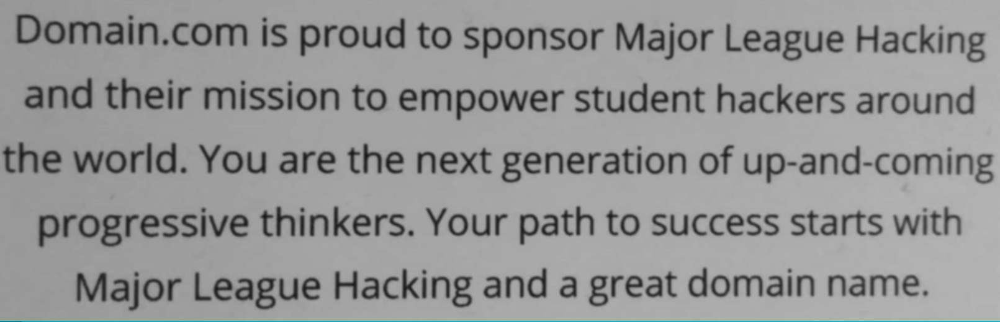 Domain.com is proud to sponsor Major League Hacking
and their mission to empower student hackers around
the world. You are the next generation of up-and-coming
progressive thinkers. Your path to success starts with
Major League Hacking and a great domain name.